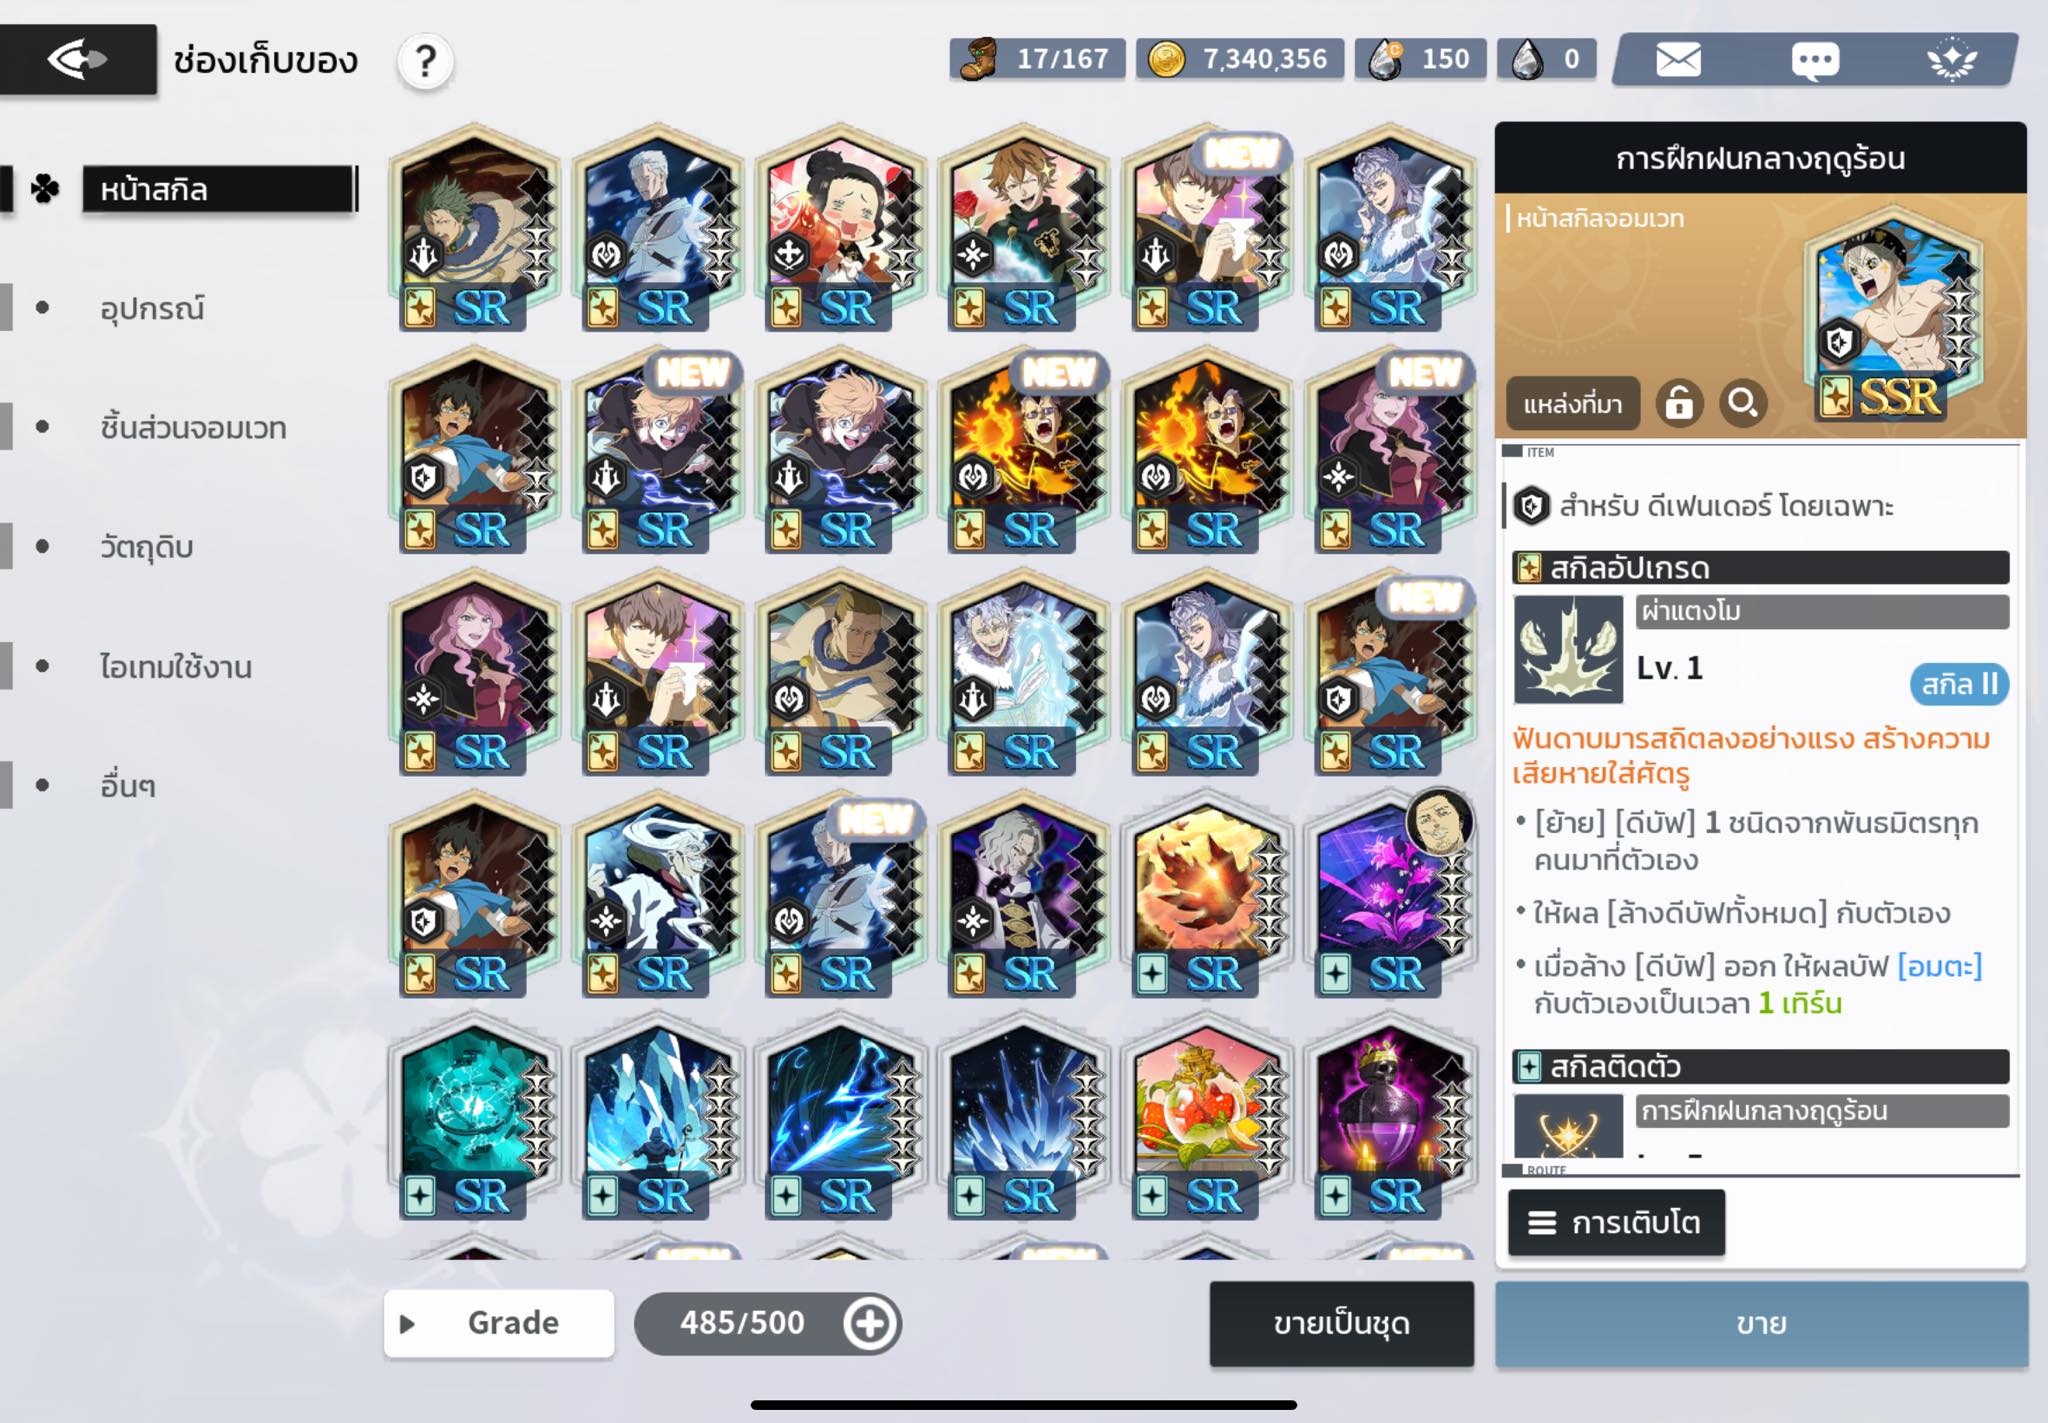 ช่องเก็บของ
?
17/167
7,340,356
150
0
หน้าสกิล
อุปกรณ์
ชิ้นส่วนจอมเวท
วัตถุดิบ
ไอเทมใช้งาน
อื่นๆ
NEW
SR SR SR SR SR SR
NEW NEW NEW
SR SR SR SR SR SR
NEW
SR SR SR SR SR SR
NEW
SR SR SR SR SR SR
SR SR SR SR SR SR
NEW NEW NEW
Grade
485/500
ขายเป็นชุด
การฝึกฝนกลางฤดูร้อน
หน้าสกิลจอมเวท
แหล่งที่มา
SSR
ITEM
สำหรับ ดีเฟนเดอร์ โดยเฉพาะ
สกิลอัปเกรด
ผ่าแตงโม
Lv. 1
สกิล II
ฟันดาบมารสถิตลงอย่างแรง สร้างความ
เสียหายใส่ศัตรู
• [ย้าย] [ดีบัฟ] 1 ชนิดจากพันธมิตรทุก
คนมาที่ตัวเอง
• ให้ผล [ล้างดีบัฟทั้งหมด] กับตัวเอง
• เมื่อล้าง [ดีบัฟ] ออก ให้ผลบัฟ [อมตะ]
กับตัวเองเป็นเวลา 1 เทิร์น
สกิลติดตัว
การฝึกฝนกลางฤดูร้อน
ROUTE
การเติบโต
ขาย